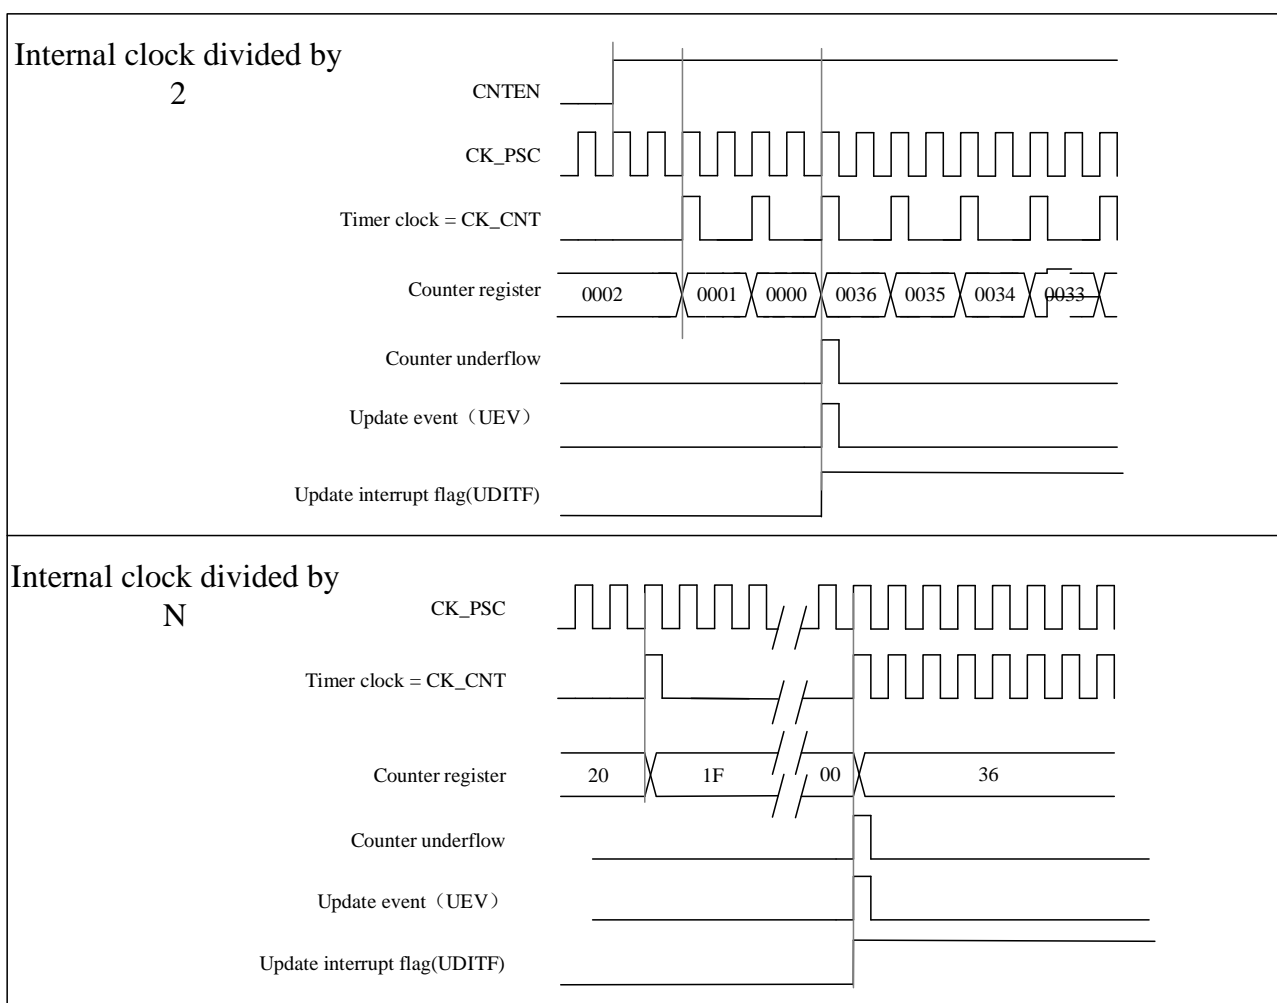 Internal clock divided by
2
CNTEN
CK_PSC
Timer clock = CK_CNT
Counter register
0002 0001 0000 0036 0035 0034 0033
Counter underflow
Update event（UEV）
Update interrupt flag(UDITF)
Internal clock divided by
N
CK_PSC
Timer clock = CK_CNT
Counter register
20 1F 00 36
Counter underflow
Update event（UEV）
Update interrupt flag(UDITF)